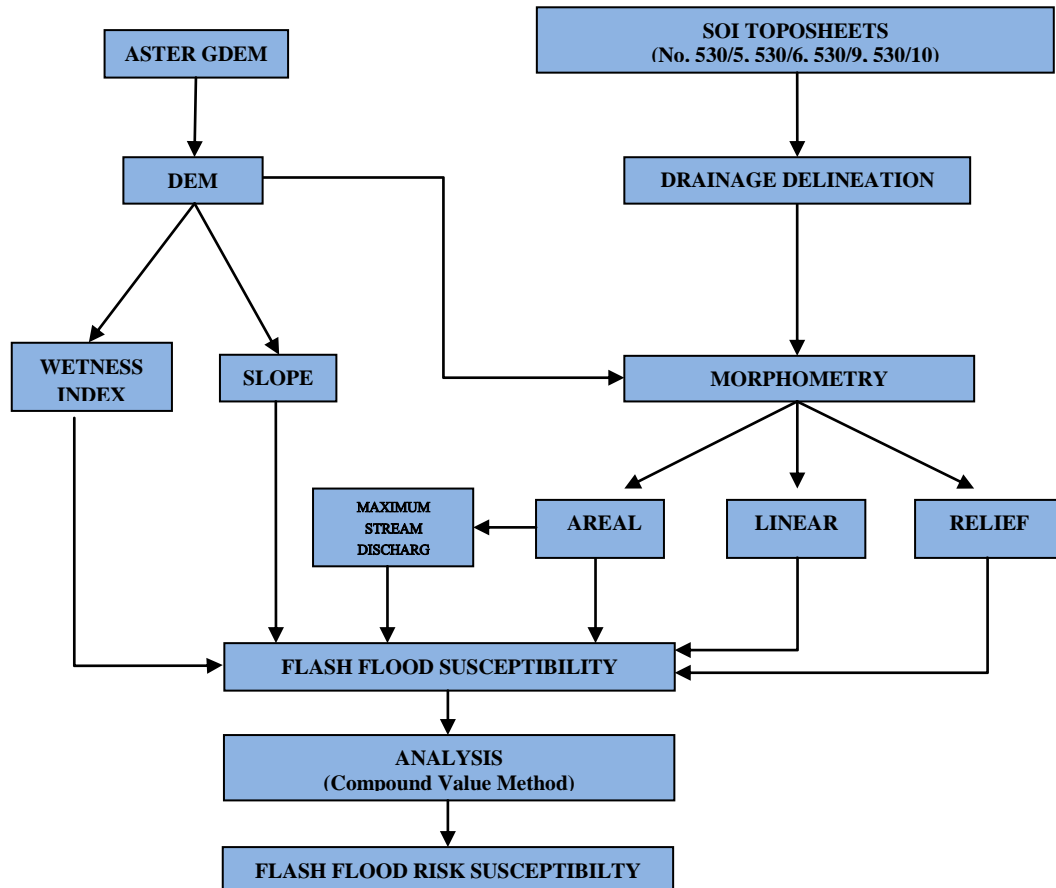 SOI TOPOSHEETS
(No. 530/5, 530/6, 530/9, 530/10)
ASTER GDEM
DEM
DRAINAGE DELINEATION
WETNESS
INDEX
SLOPE
MORPHOMETRY
MAXIMUM
STREAM
DISCHARG
AREAL
LINEAR
RELIEF
FLASH FLOOD SUSCEPTIBILITY
ANALYSIS
(Compound Value Method)
FLASH FLOOD RISK SUSCEPTIBILTY